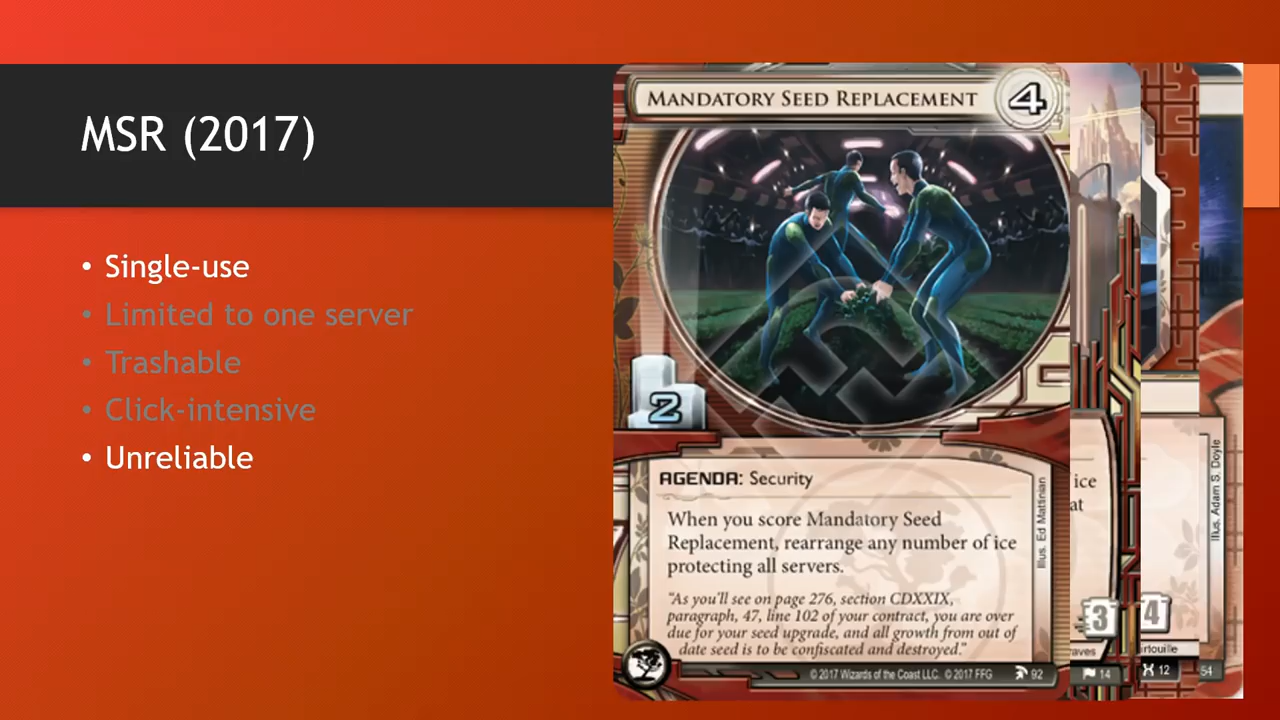 MSR (2017)
• Single-use
• Limited to one server
• Trashable
• Click-intensive
• Unreliable
MANDATORY SEED REPLACEMENT
4
2
AGENDA: Security
When you score Mandatory Seed
Replacement, rearrange any number of ice
protecting all servers.
"As you'll see on page 276, section CDXXIX,
paragraph, 47, line 102 of your contract, you are over
due for your seed upgrade, and all growth from out of
date seed is to be confiscated and destroyed."
Illus. Ed Mattinian
© 2017 Wizards of the Coast LLC. © 2017 FFG
92
ice
at
3
14
4
12
Illus. Adam S. Doyle
54